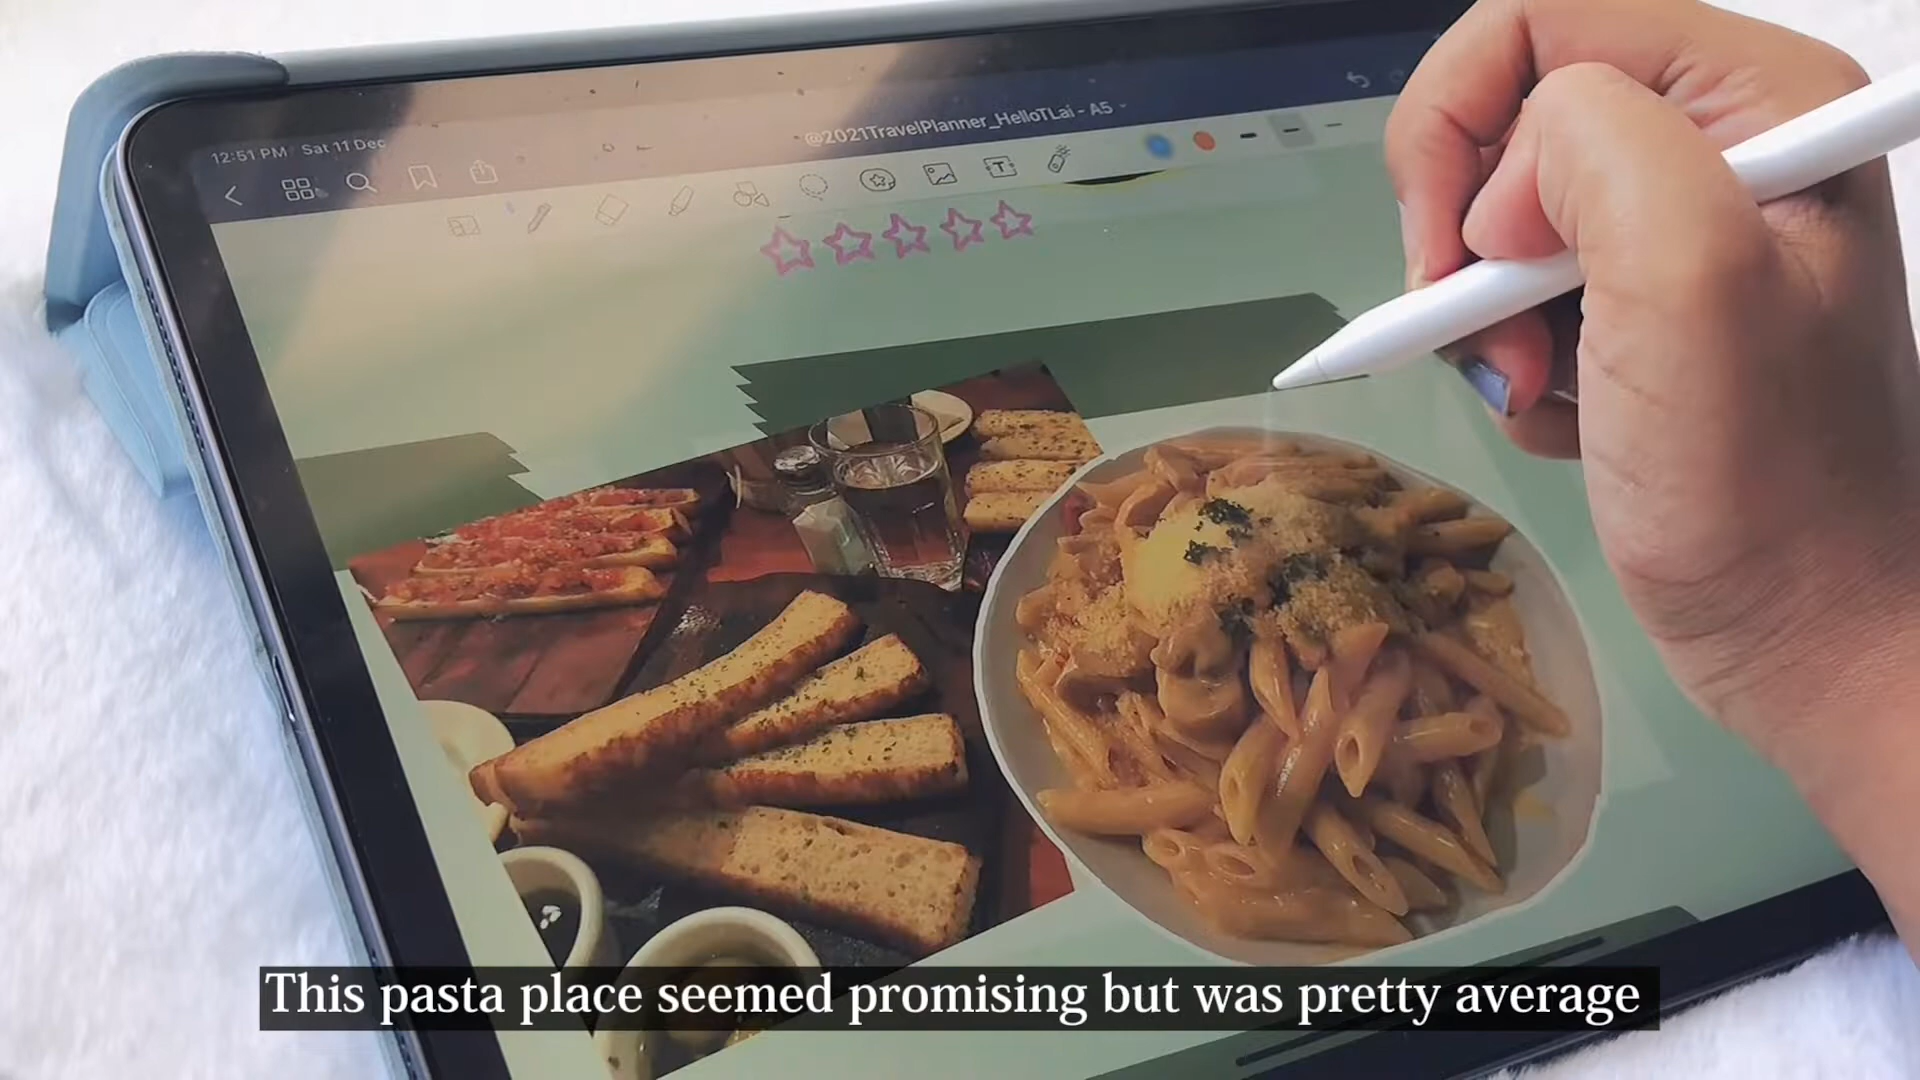 12:51 PM Sat 11 Dec
@2021TravelPlanner_HelloTLai - A5
T
This pasta place seemed promising but was pretty average